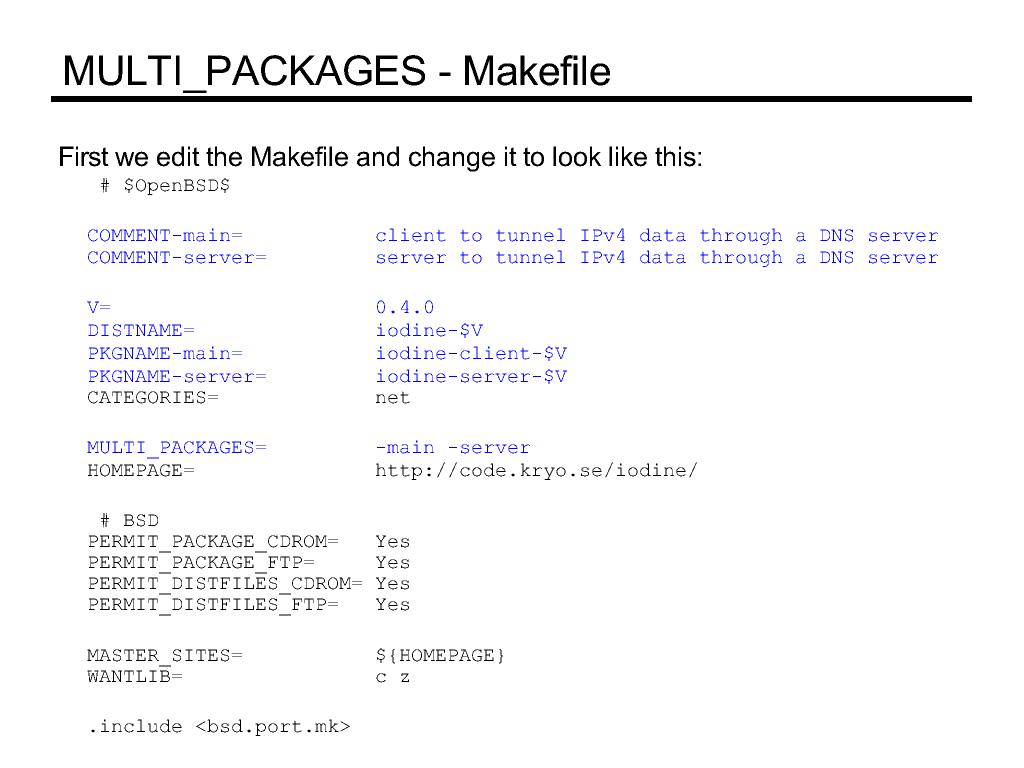 MULTI_PACKAGES - Makefile
First we edit the Makefile and change it to look like this:
# $OpenBSD$
COMMENT-main= client to tunnel IPv4 data through a DNS server
COMMENT-server= server to tunnel IPv4 data through a DNS server
V= 0.4.0
DISTNAME= iodine-$V
PKGNAME-main= iodine-client-$V
PKGNAME-server= iodine-server-$V
CATEGORIES= net
MULTI_PACKAGES= -main -server
HOMEPAGE= http://code.kryo.se/iodine/
# BSD
PERMIT_PACKAGE_CDROM= Yes
PERMIT_PACKAGE_FTP= Yes
PERMIT_DISTFILES_CDROM= Yes
PERMIT_DISTFILES_FTP= Yes
MASTER_SITES= ${HOMEPAGE}
WANTLIB= c z
.include <bsd.port.mk>